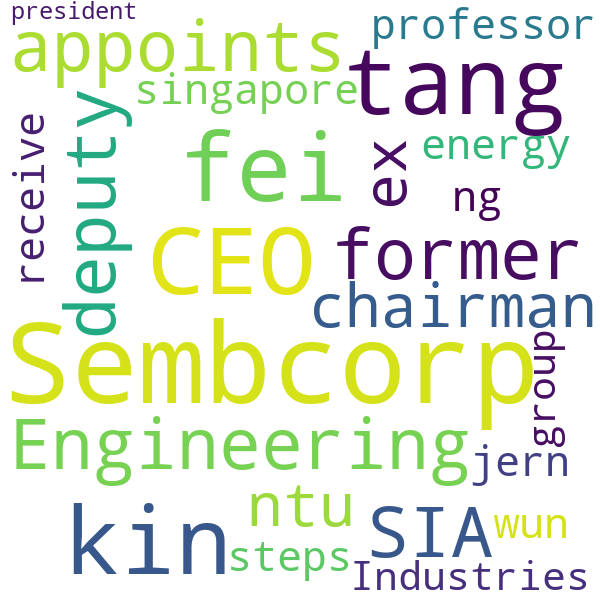 president
appoints
professor
tang
singapore
deputy
receive
fei
ex
energy
ng
CEO
former
chairman
Sembcorp
group
Engineering
jern
ntu
kin
SIA
wun
steps
Industries